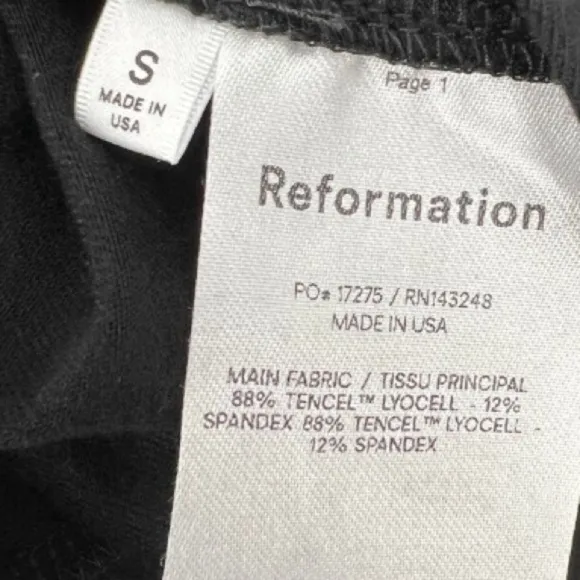 S
MADE IN
USA
Page 1
Reformation
PO# 17275 / RN143248
MADE IN USA
MAIN FABRIC / TISSU PRINCIPAL
88% TENCEL™ LYOCELL - 12%
SPANDEX 88% TENCEL™ LYOCELL -
12% SPANDEX